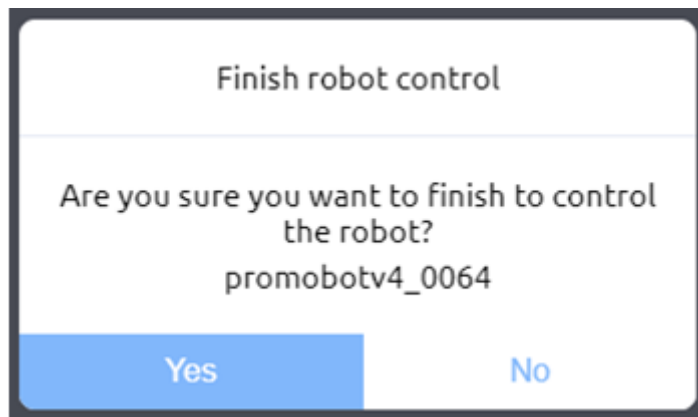 Finish robot control
Are you sure you want to finish to control
the robot?
promobotv4_0064
Yes
No